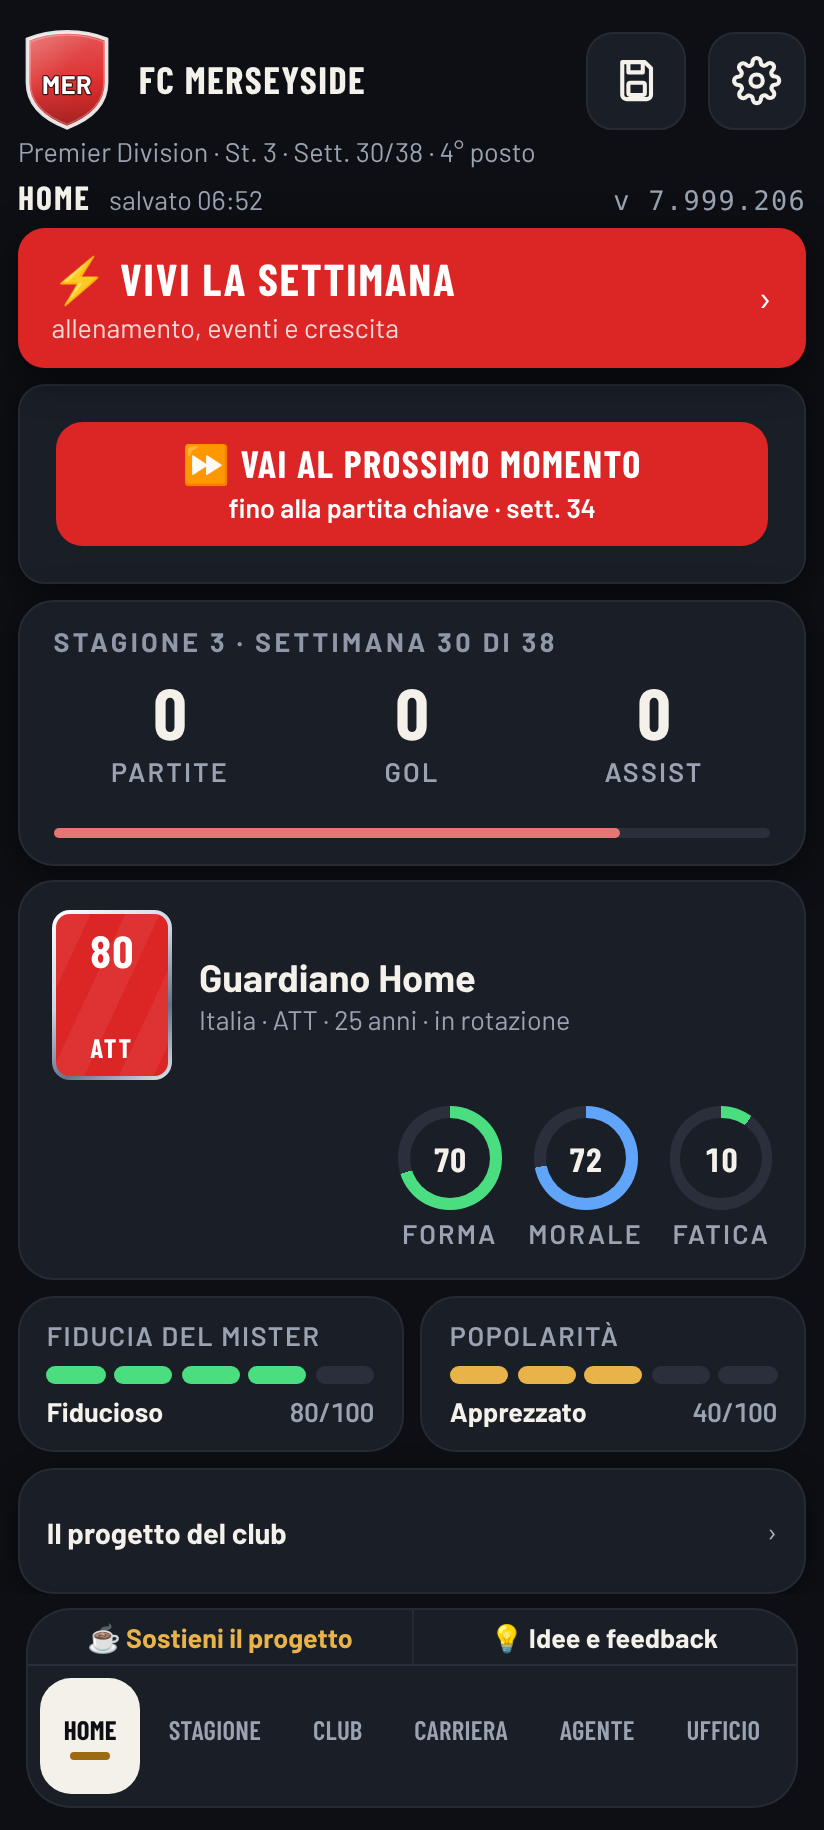 MER
FC MERSEYSIDE
Premier Division · St. 3 · Sett. 30/38 · 4° posto
HOME salvato 06:52 v 7.999.206
⚡ VIVI LA SETTIMANA ›
allenamento, eventi e crescita
⏩ VAI AL PROSSIMO MOMENTO
fino alla partita chiave · sett. 34
STAGIONE 3 · SETTIMANA 30 DI 38
0 0 0
PARTITE GOL ASSIST
80
ATT
Guardiano Home
Italia · ATT · 25 anni · in rotazione
70 72 10
FORMA MORALE FATICA
FIDUCIA DEL MISTER
Fiducioso 80/100
POPOLARITÀ
Apprezzato 40/100
Il progetto del club ›
☕ Sostieni il progetto 💡 Idee e feedback
HOME STAGIONE CLUB CARRIERA AGENTE UFFICIO